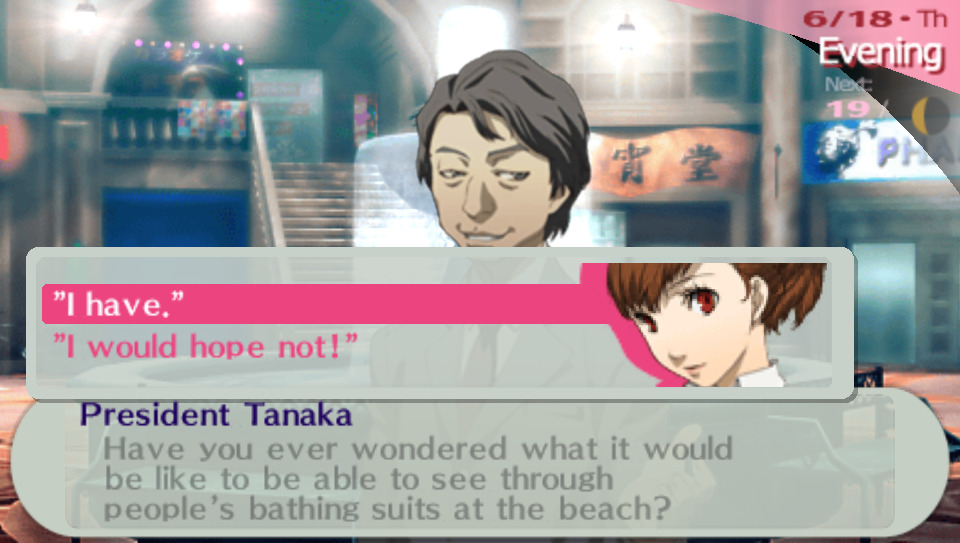 6/18・Th
Evening
Next:
19/
宵堂
"I have."
"I would hope not!"
President Tanaka
Have you ever wondered what it would
be like to be able to see through
people's bathing suits at the beach?